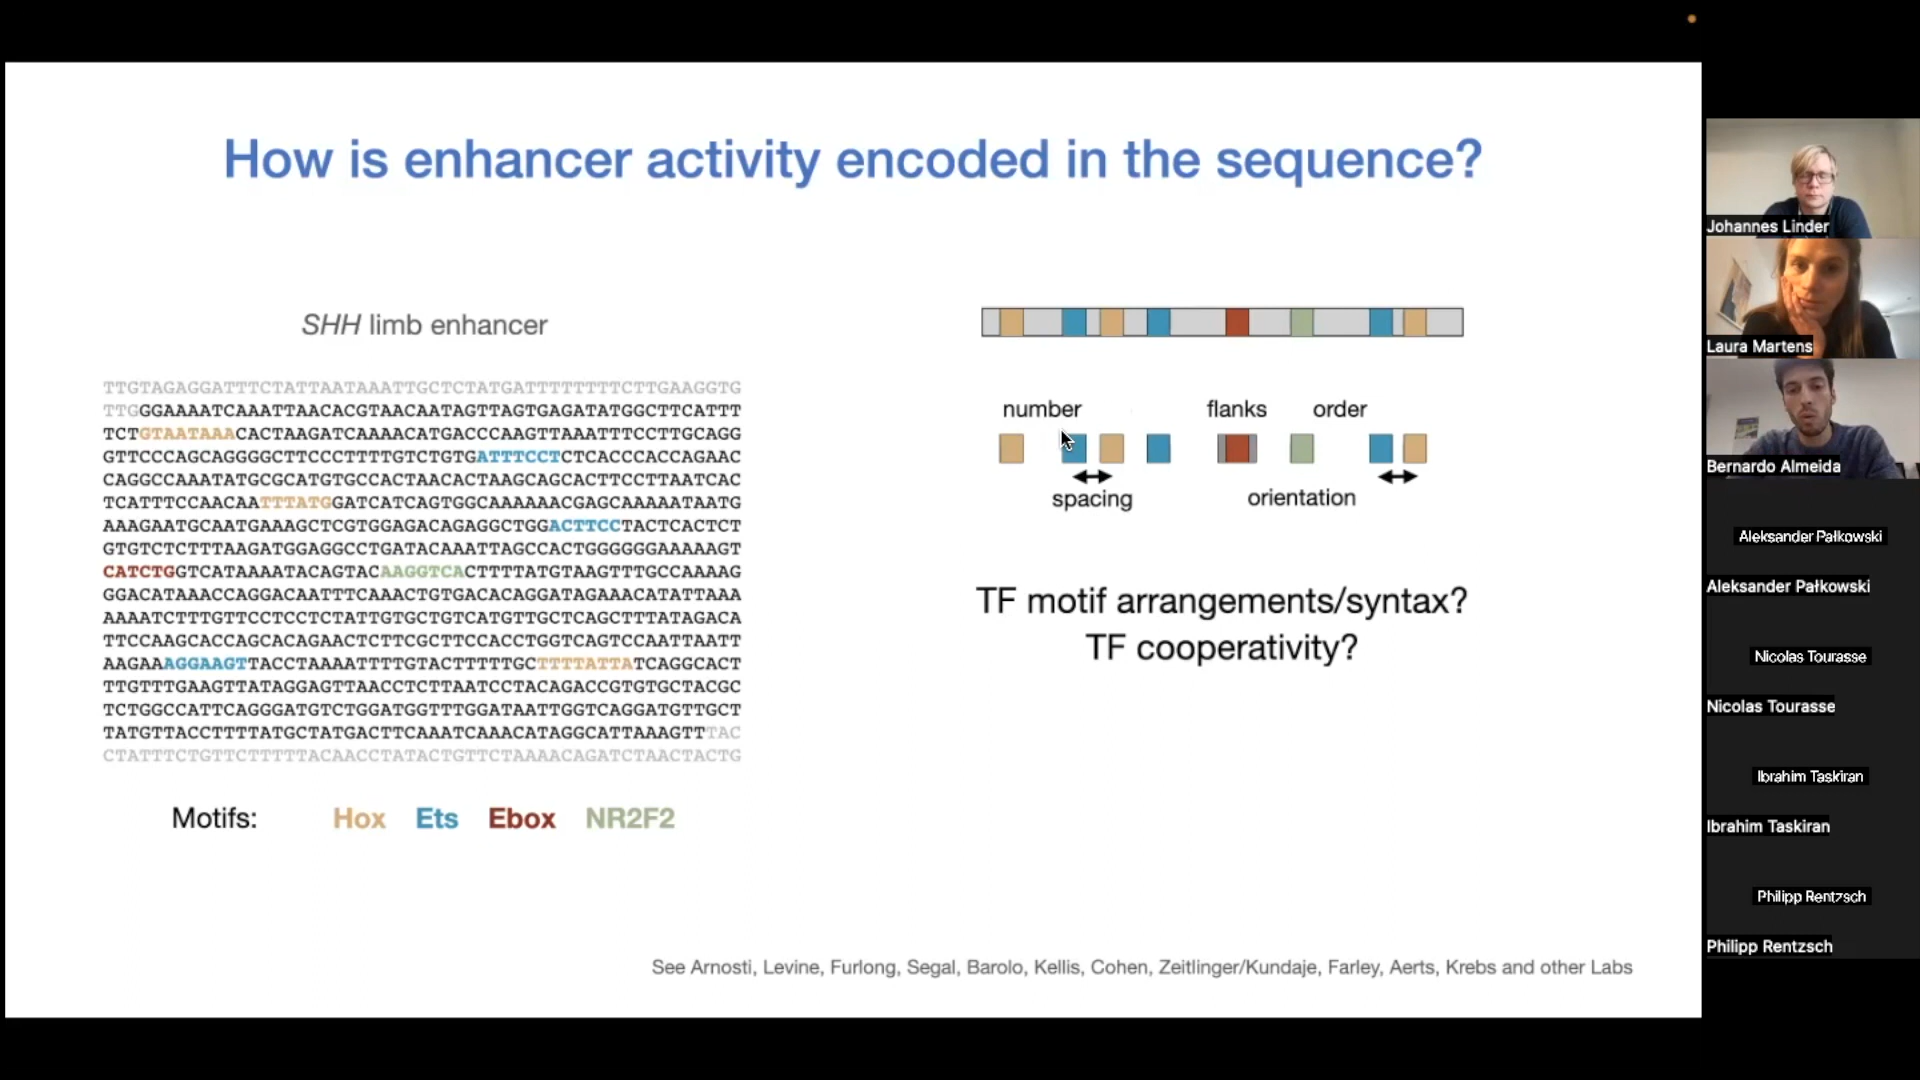 How is enhancer activity encoded in the sequence?
SHH limb enhancer
TTGTAGAGGATTTCTATTAATAAATTGCTCTATGATTTTTTTTCTTGAAGGTG
TTGGGAAAATCAAATTAACACGTAACAATAGTTAGTGAGATATGGCTTCATTT
TCTGTAATAAACACTAAGATCAAAACATGACCCAAGTTAAATTTCCTTGCAGG
GTTCCCAGCAGGGGCTTCCCTTTTGTCTGTGATTTCCTCTCACCCACCAGAAC
CAGGCCAAATATGCGCATGTGCCACTAACACTAAGCAGCACTTCCTTAATCAC
TCATTTCCAACAATTTATGGATCATCAGTGGCAAAAAACGAGCAAAAATAATG
AAAGAATGCAATGAAAGCTCGTGGAGACAGAGGCTGGACTTCCTACTCACTCT
GTGTCTCTTTAAGATGGAGGCCTGATACAAATTAGCCACTGGGGGGAAAAAGT
CATCTGGTCATAAAATACAGTACAAGGTCACTTTTATGTAAGTTTGCCAAAAG
GGACATAAACCAGGACAATTTCAAACTGTGACACAGGATAGAAACATATTAAA
AAAATCTTTGTTCCTCCTCTATTGTGCTGTCATGTTGCTCAGCTTTATAGACA
TTCCAAGCACCAGCACAGAACTCTTCGCTTCCACCTGGTCAGTCCAATTAATT
AAGAAAGGAAGTTACCTAAAATTTTGTACTTTTTGCTTTTATTATCAGGCACT
TTGTTTGAAGTTATAGGAGTTAACCTCTTAATCCTACAGACCGTGTGCTACGC
TCTGGCCATTCAGGGATGTCTGGATGGTTTGGATAATTGGTCAGGATGTTGCT
TATGTTACCTTTTATGCTATGACTTCAAATCAAACATAGGCATTAAAGTTTAC
CTATTTCTGTTCTTTTTACAACCTATACTGTTCTAAAACAGATCTAACTACTG
Motifs: Hox Ets Ebox NR2F2
number flanks order
spacing orientation
TF motif arrangements/syntax?
TF cooperativity?
See Arnosti, Levine, Furlong, Segal, Barolo, Kellis, Cohen, Zeitlinger/Kundaje, Farley, Aerts, Krebs and other Labs
Johannes Linder
Laura Martens
Bernardo Almeida
Aleksander Pałkowski
Aleksander Pałkowski
Nicolas Tourasse
Nicolas Tourasse
Ibrahim Taskiran
Ibrahim Taskiran
Philipp Rentzsch
Philipp Rentzsch